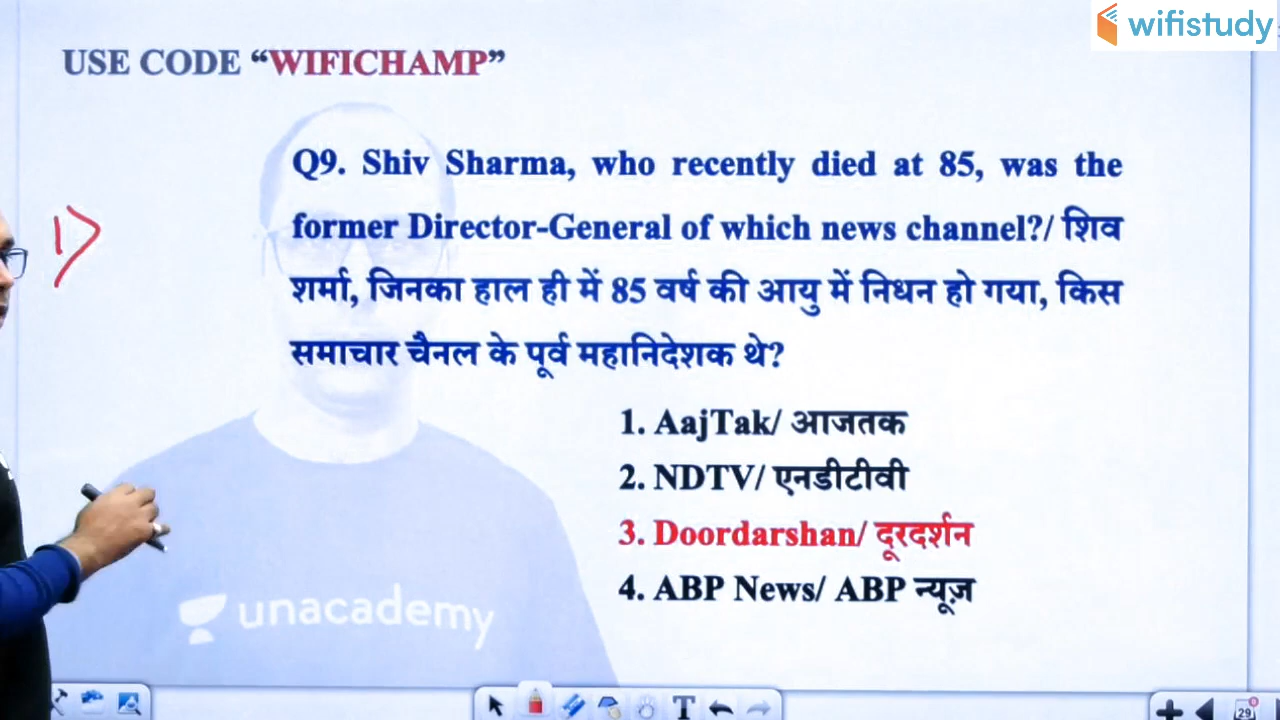 wifistudy
USE CODE “WIFICHAMP”
Q9. Shiv Sharma, who recently died at 85, was the
former Director-General of which news channel?/ शिव
शर्मा, जिनका हाल ही में 85 वर्ष की आयु में निधन हो गया, किस
समाचार चैनल के पूर्व महानिदेशक थे?
1. AajTak/ आजतक
2. NDTV/ एनडीटीवी
3. Doordarshan/ दूरदर्शन
4. ABP News/ ABP न्यूज़
unacademy
T
29